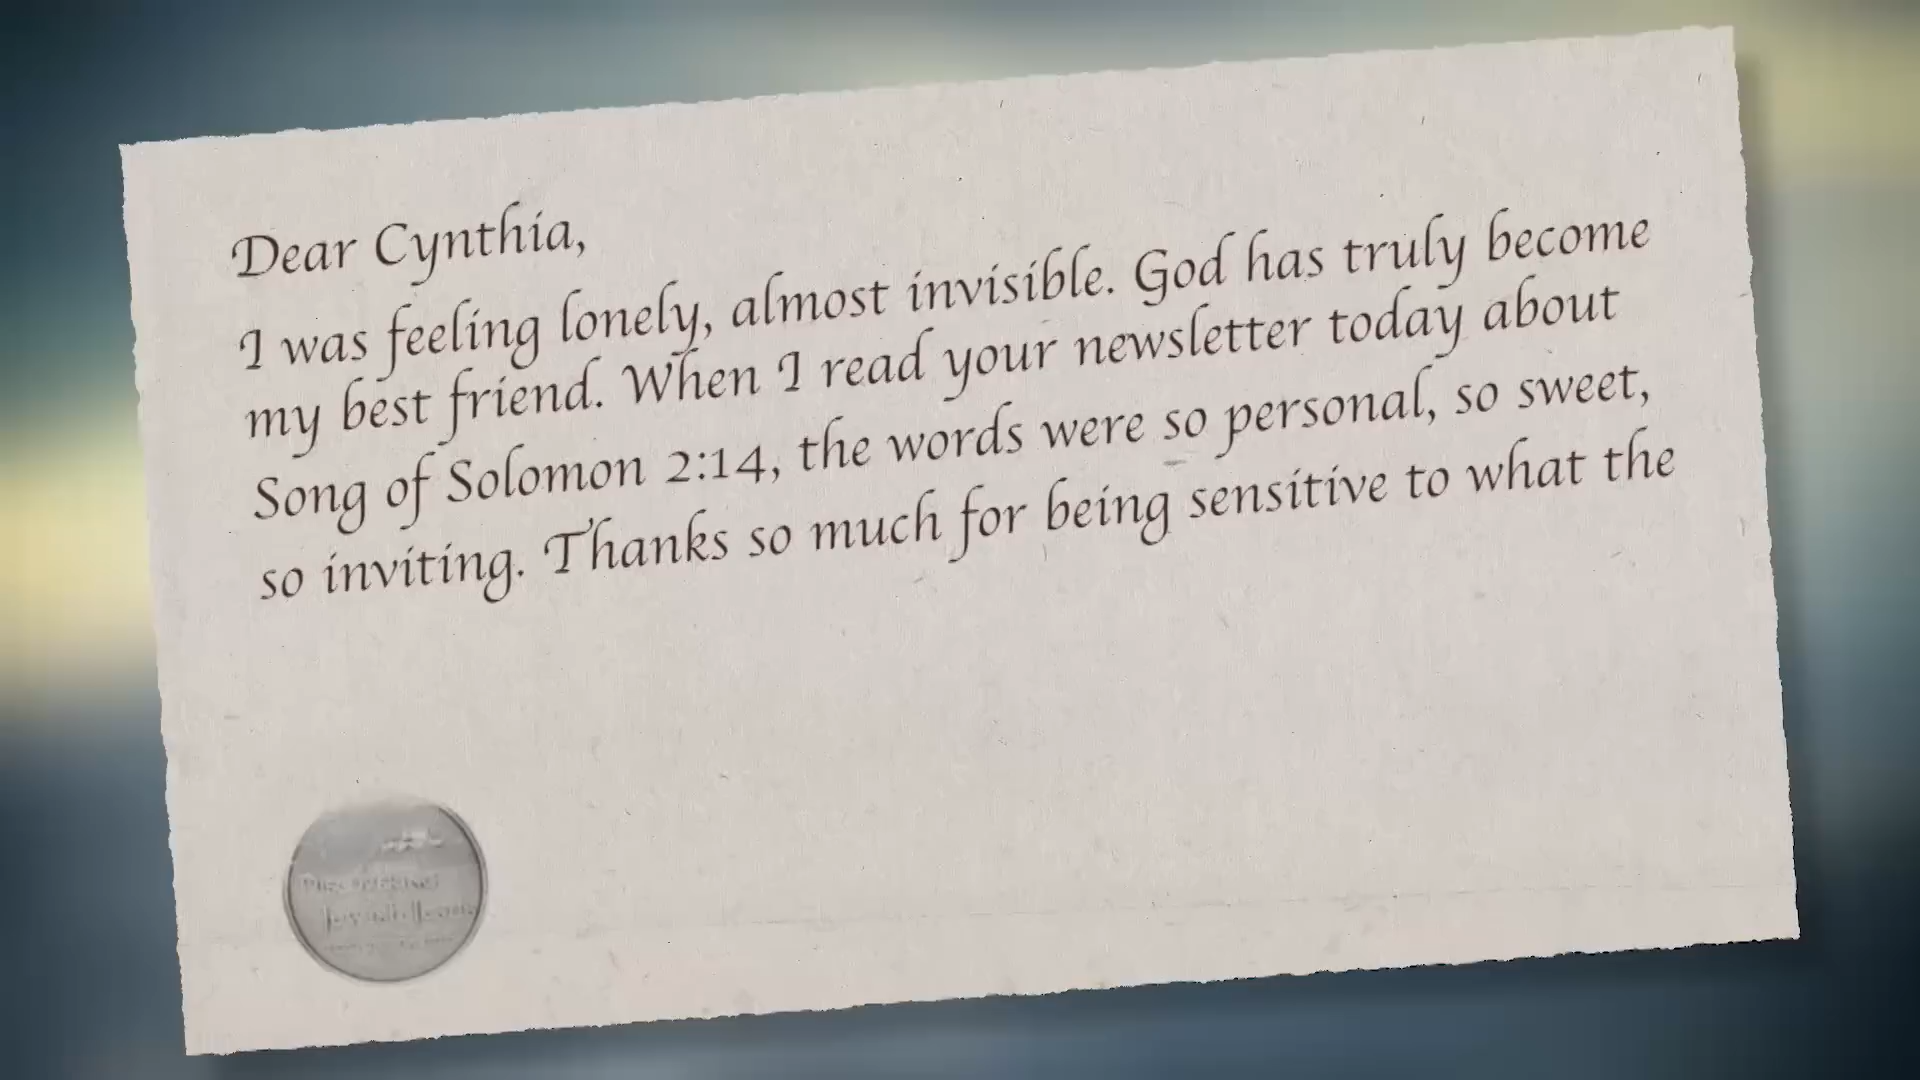 Dear Cynthia,
I was feeling lonely, almost invisible. God has truly become
my best friend. When I read your newsletter today about
Song of Solomon 2:14, the words were so personal, so sweet,
so inviting. Thanks so much for being sensitive to what the